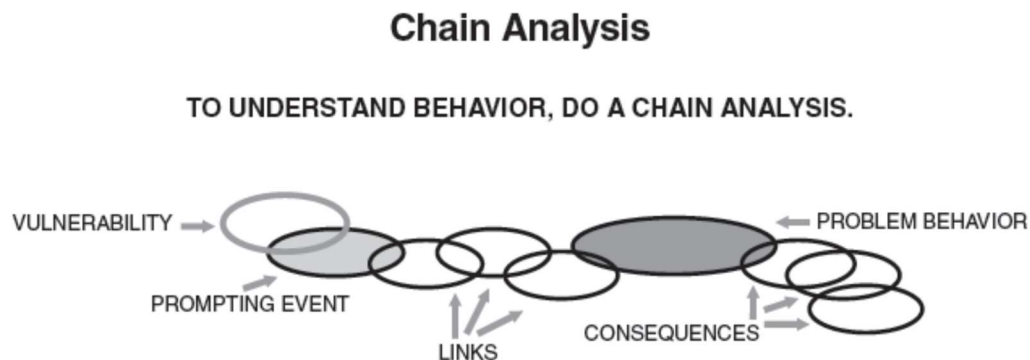 Chain Analysis
TO UNDERSTAND BEHAVIOR, DO A CHAIN ANALYSIS.
VULNERABILITY
PROBLEM BEHAVIOR
PROMPTING EVENT
CONSEQUENCES
LINKS